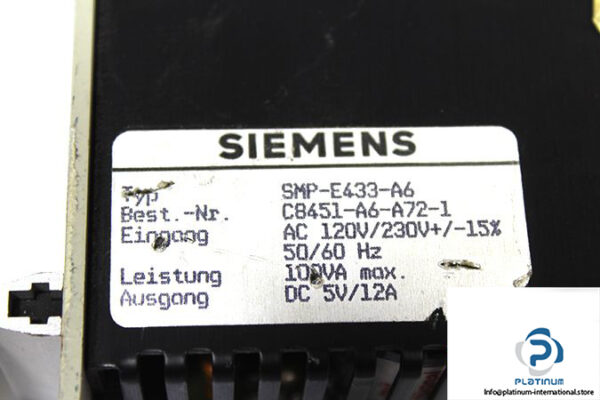 SIEMENS
Typ SMP-E433-A6
Best.-Nr. C8451-A6-A72-1
Eingang AC 120V/230V+/-15%
50/60 Hz
Leistung 100VA max.
Ausgang DC 5V/12A
PLATINUM
Info@platinum-international.store